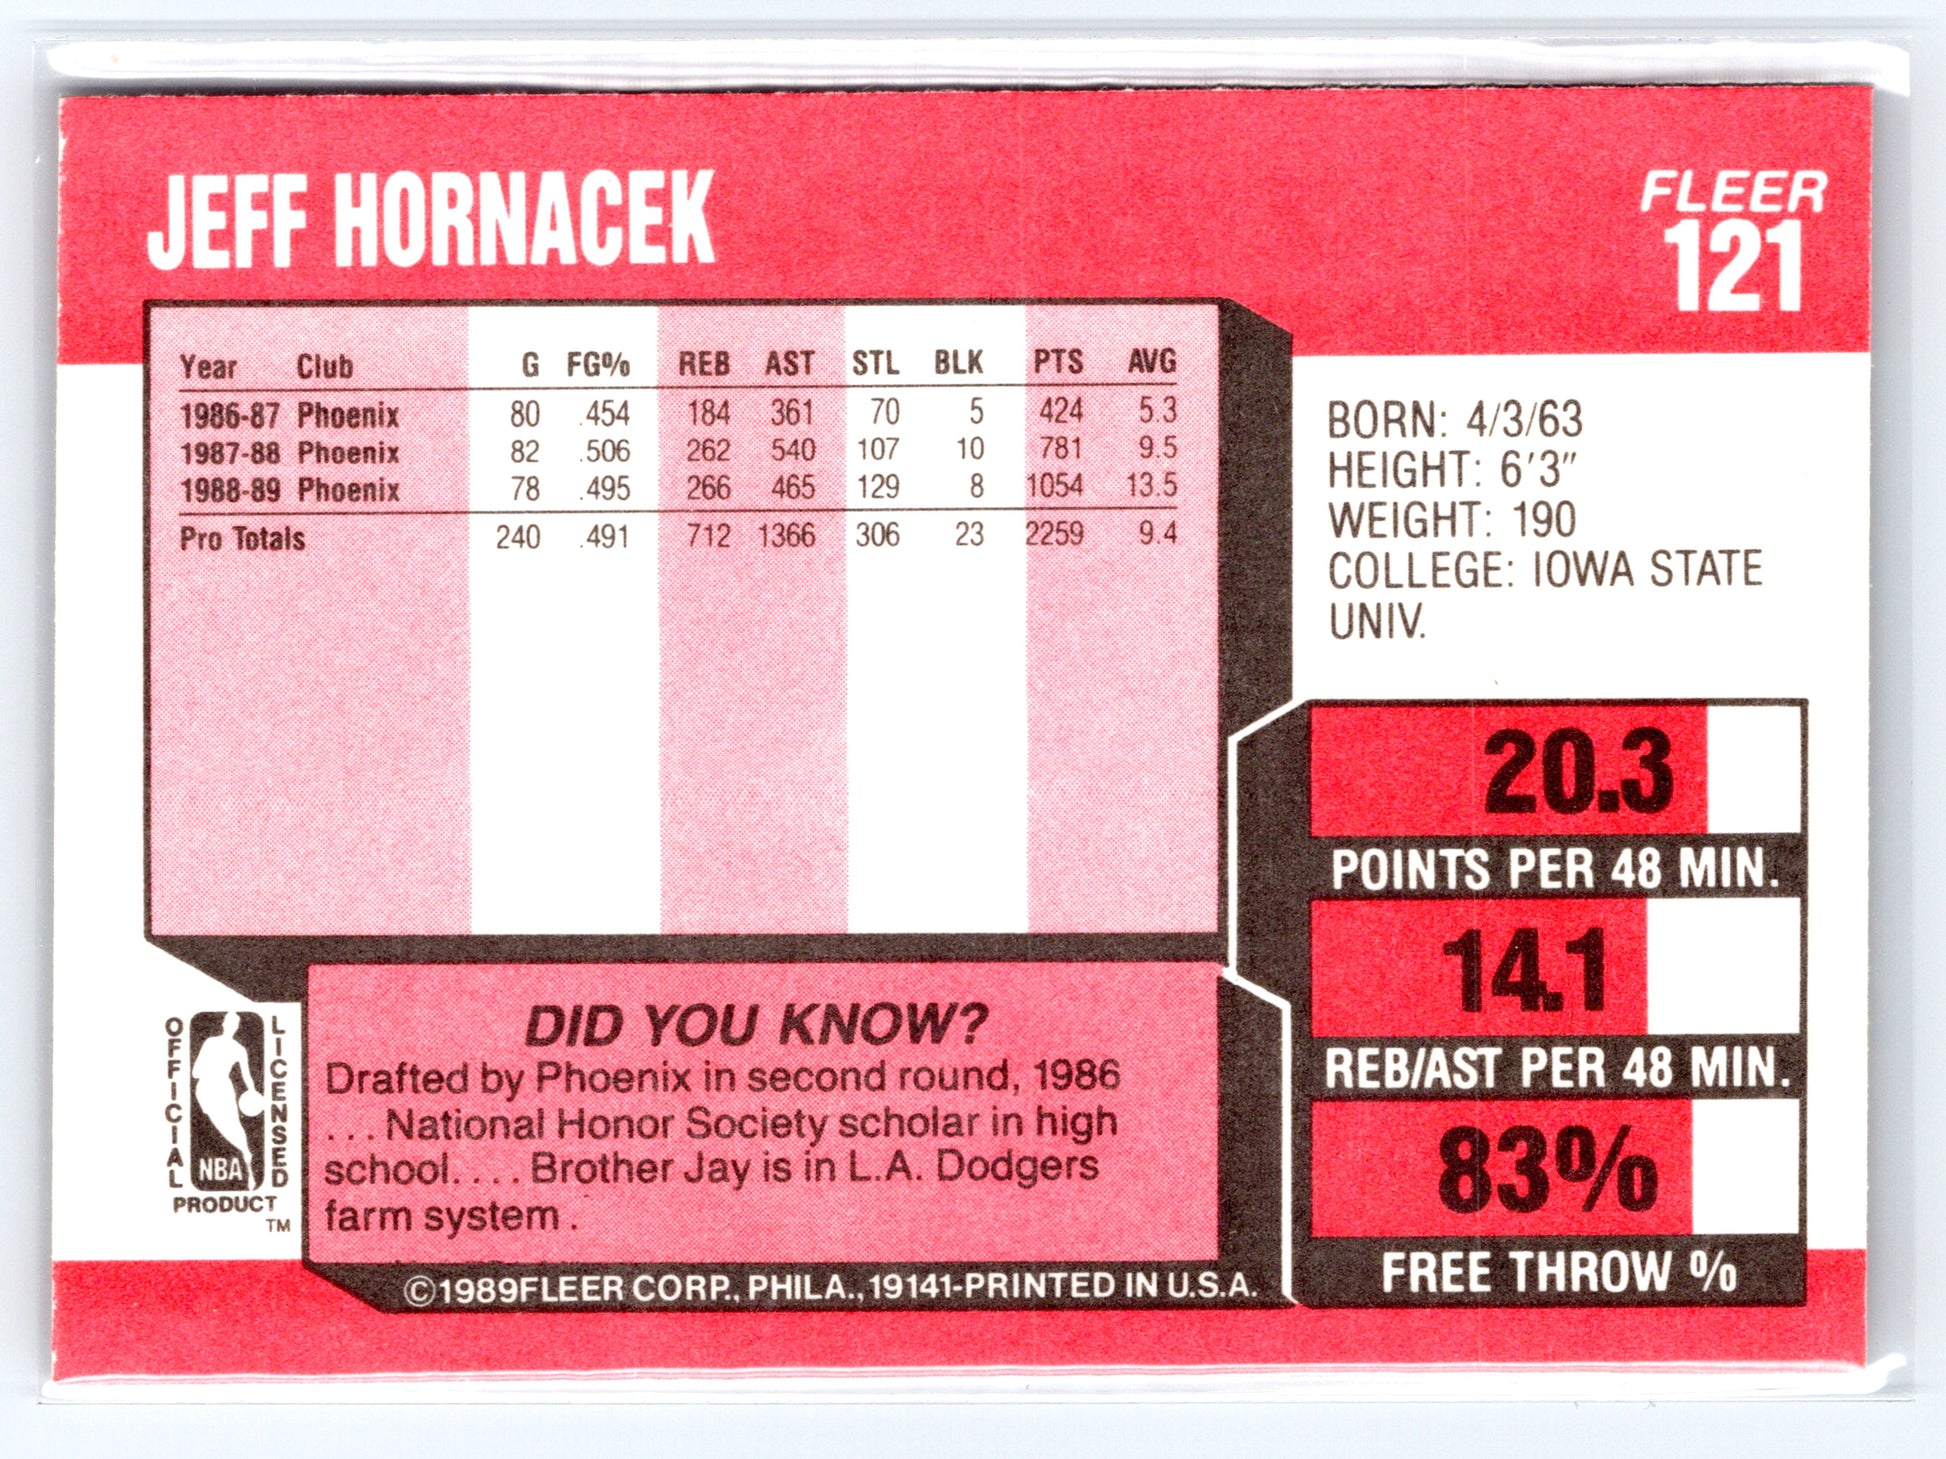 JEFF HORNACEK
FLEER
121
Year Club G FG% REB AST STL BLK PTS AVG
1986-87 Phoenix 80 .454 184 361 70 5 424 5.3
1987-88 Phoenix 82 .506 262 540 107 10 781 9.5
1988-89 Phoenix 78 .495 266 465 129 8 1054 13.5
Pro Totals 240 .491 712 1366 306 23 2259 9.4
BORN: 4/3/63
HEIGHT: 6'3"
WEIGHT: 190
COLLEGE: IOWA STATE
UNIV.
20.3
POINTS PER 48 MIN.
14.1
REB/AST PER 48 MIN.
83%
FREE THROW %
OFFICIAL
NBA
LICENSED
PRODUCT
TM
DID YOU KNOW?
Drafted by Phoenix in second round, 1986
... National Honor Society scholar in high
school.... Brother Jay is in L.A. Dodgers
farm system.
©1989FLEER CORP., PHILA., 19141-PRINTED IN U.S.A.